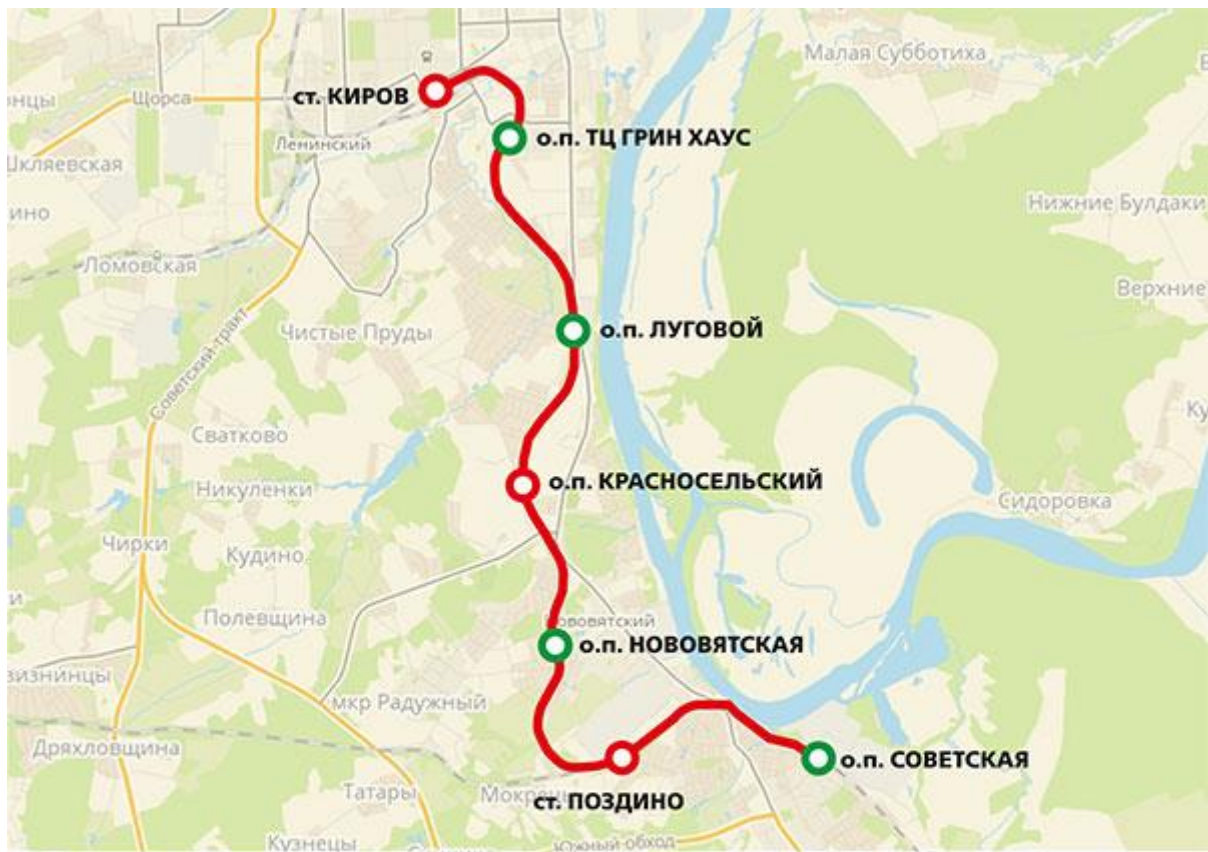 Малая Субботиха
ст. КИРОВ
Щорса
Ленинский
о.п. ТЦ ГРИН ХАУС
Шкляевская
Нижние Булдаки
Ломовская
Верхние
Чистые Пруды
о.п. ЛУГОВОЙ
Советский тракт
Сватково
о.п. КРАСНОСЕЛЬСКИЙ
Никуленки
Сидоровка
Чирки
Кудино
Полевщина
Нововятский
о.п. НОВОВЯТСКАЯ
мкр Радужный
Дряхловщина
о.п. СОВЕТСКАЯ
Татары
Мокрецы
ст. ПОЗДИНО
Кузнецы
Южный обход